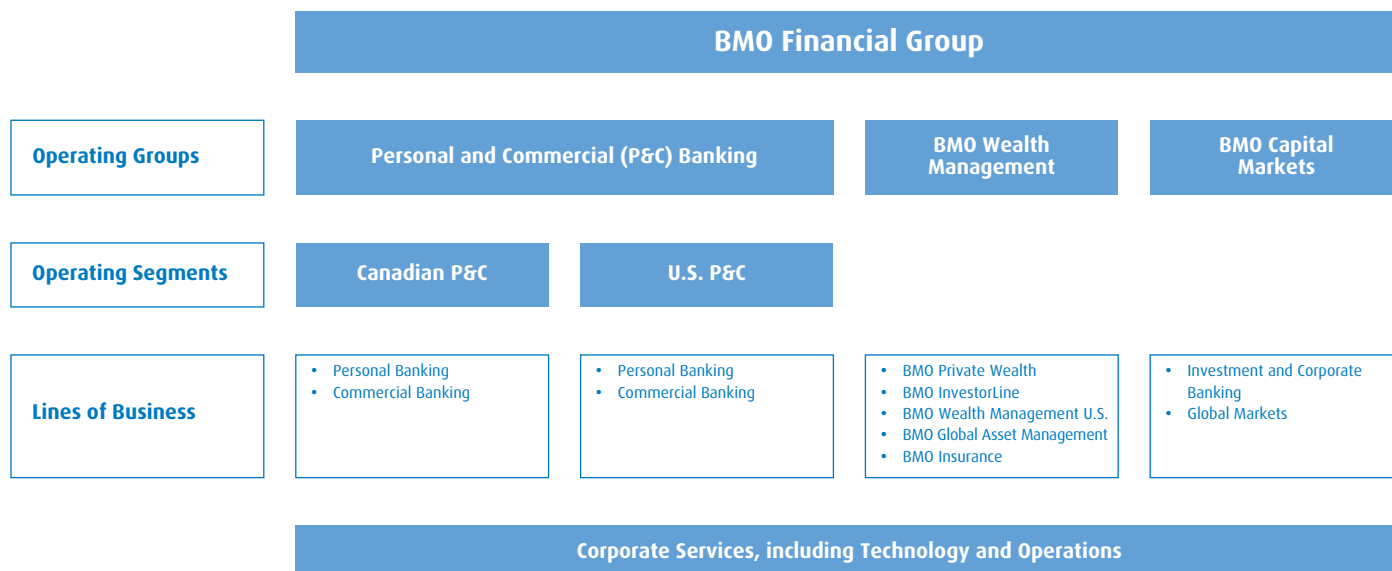 BMO Financial Group
Operating Groups
Personal and Commercial (P&C) Banking
BMO Wealth
Management
BMO Capital
Markets
Operating Segments
Canadian P&C
U.S. P&C
Lines of Business
• Personal Banking
• Commercial Banking
• Personal Banking
• Commercial Banking
• BMO Private Wealth
• BMO InvestorLine
• BMO Wealth Management U.S.
• BMO Global Asset Management
• BMO Insurance
• Investment and Corporate
Banking
• Global Markets
Corporate Services, including Technology and Operations